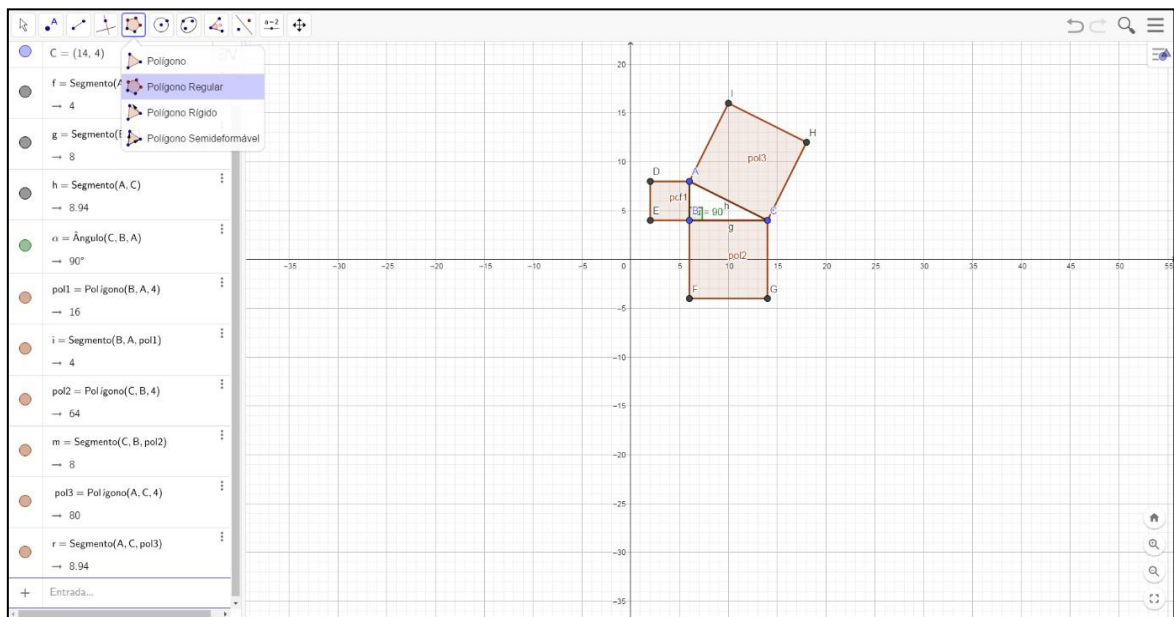 a=2
C = (14, 4)
f = Segmento(A
→ 4
g = Segmento(B
→ 8
h = Segmento(A, C)
→ 8.94
α = Ângulo(C, B, A)
→ 90°
pol1 = Polígono(B, A, 4)
→ 16
i = Segmento(B, A, pol1)
→ 4
pol2 = Polígono(C, B, 4)
→ 64
m = Segmento(C, B, pol2)
→ 8
pol3 = Polígono(A, C, 4)
→ 80
r = Segmento(A, C, pol3)
→ 8.94
+ Entrada...
Polígono
Polígono Regular
Polígono Rígido
Polígono Semideformável
20
I
15
H
pol3
10
D A
pol1
h
5
E B = 90° C
g
pol2
−35 −30 −25 −20 −15 −10 −5 0 5 10 15 20 25 30 35 40 45 50 55
F G
−5
−10
−15
−20
−25
−30
−35